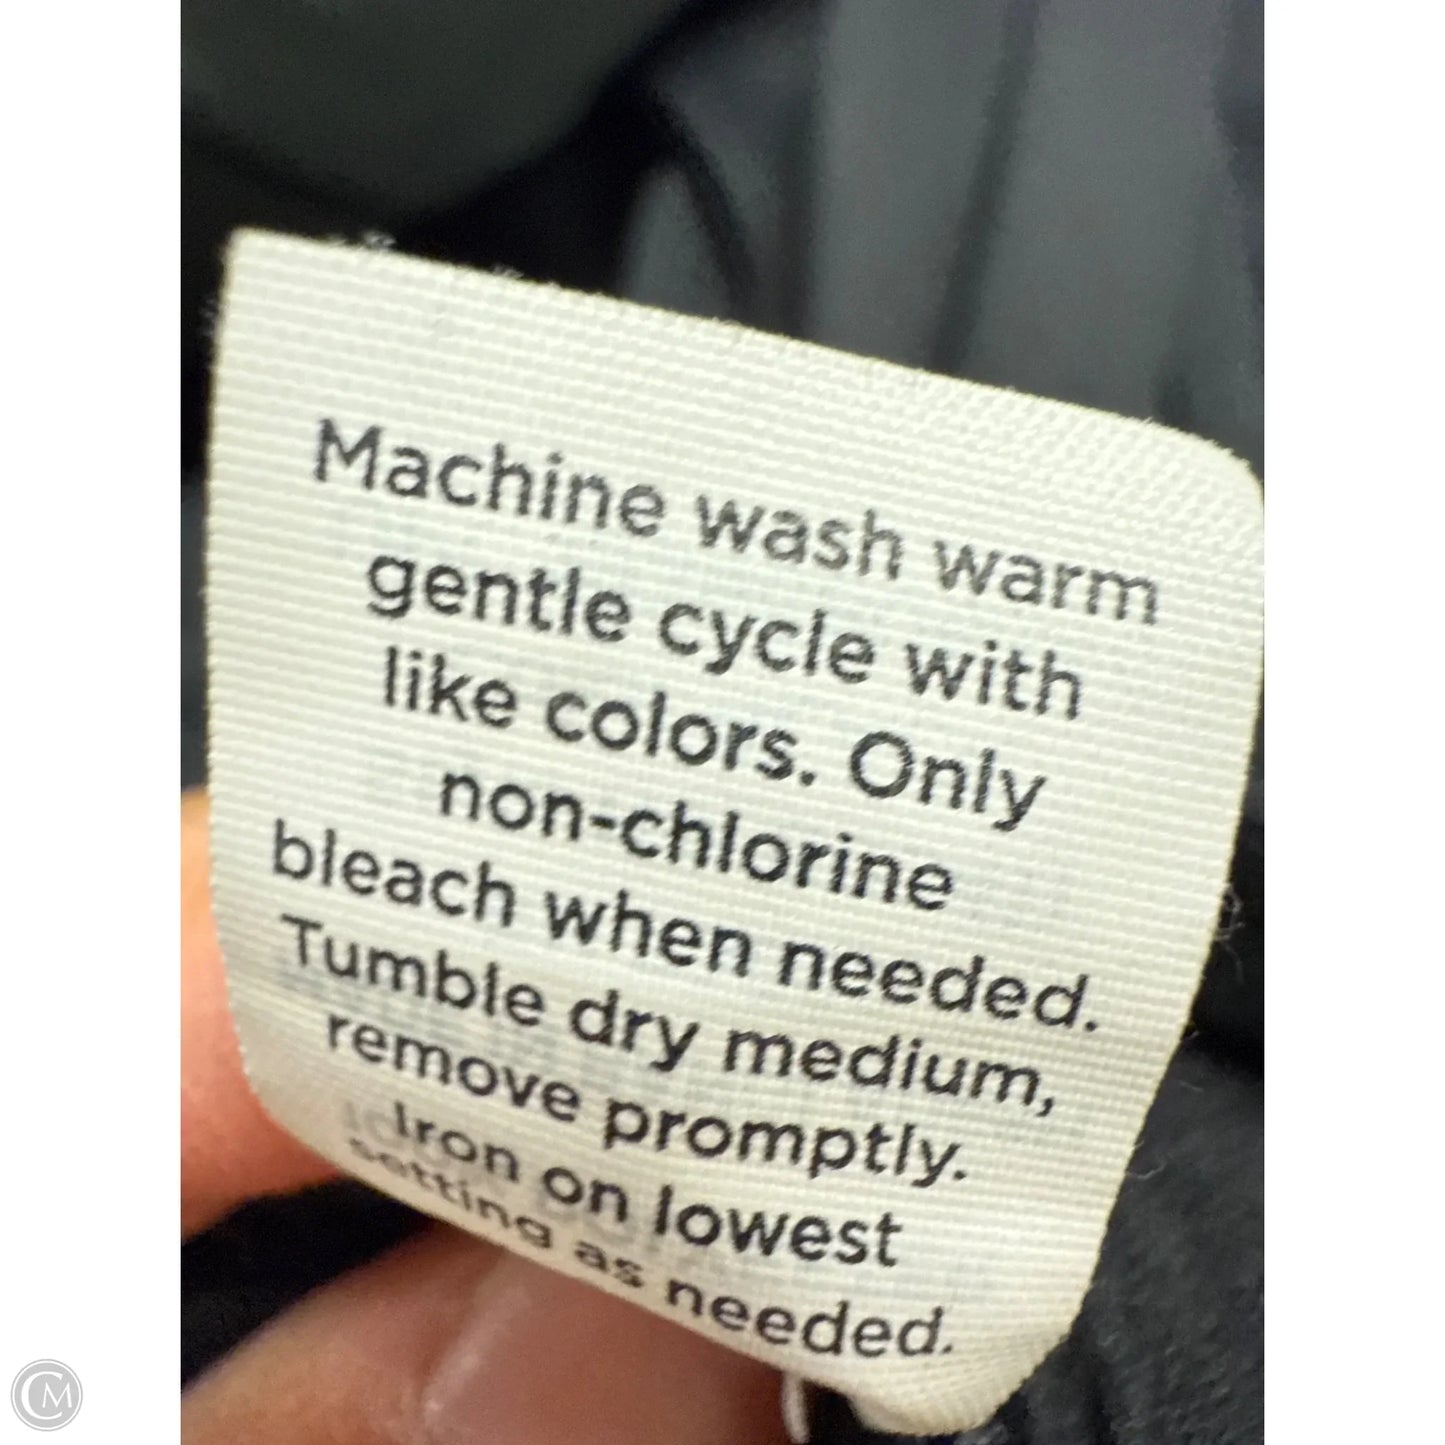 Machine wash warm
gentle cycle with
like colors. Only
non-chlorine
bleach when needed.
Tumble dry medium,
remove promptly.
Iron on lowest
setting as needed.
CM